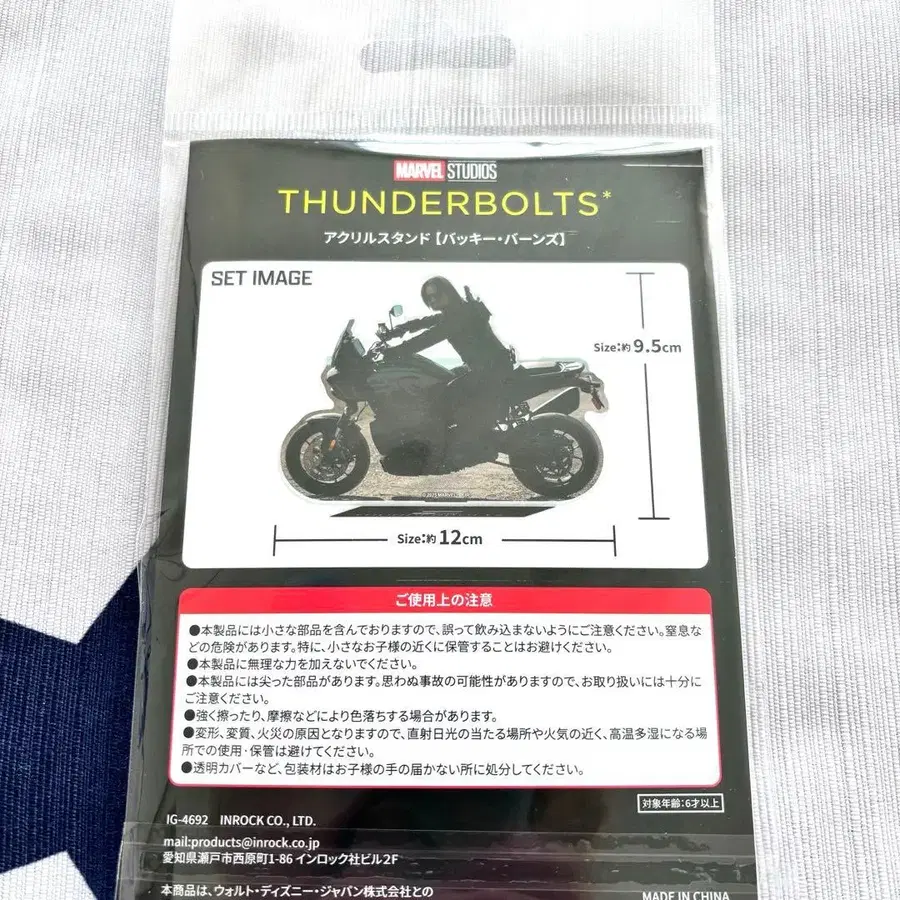 MARVEL STUDIOS
THUNDERBOLTS*
アクリルスタンド【バッキー・バーンズ】
SET IMAGE
Size:約9.5cm
Size:約12cm
ご使用上の注意
●本製品には小さな部品を含んでおりますので、誤って飲み込まないようにご注意ください。窒息な
どの危険があります。特に、小さなお子様の近くに保管することはお避けください。
●本製品に無理な力を加えないでください。
●本製品には尖った部品があります。思わぬ事故の可能性がありますので、お取り扱いには十分に
ご注意ください。
●強く擦ったり、摩擦などにより色落ちする場合があります。
●変形、変質、火災の原因となりますので、直射日光の当たる場所や火気の近く、高温多湿になる場
所での使用・保管は避けてください。
●透明カバーなど、包装材はお子様の手の届かない所に処分してください。
対象年齢:6才以上
IG-4692 INROCK CO., LTD.
mail:products@inrock.co.jp
愛知県瀬戸市西原町1-86 インロック社ビル2F
本商品は、ウォルト・ディズニー・ジャパン株式会社との
MADE IN CHINA